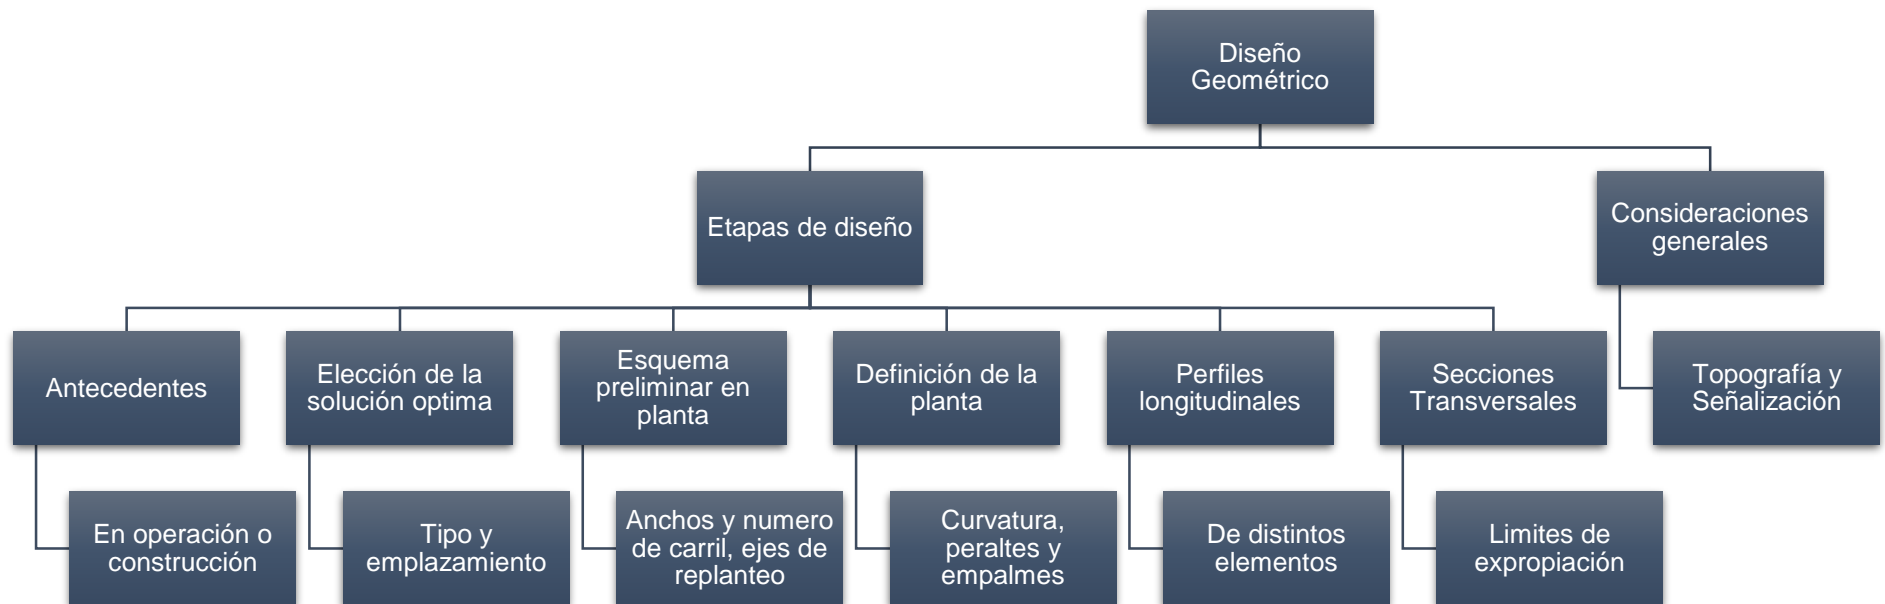 Diseño
Geométrico
Etapas de diseño
Consideraciones
generales
Antecedentes
Elección de la
solución optima
Esquema
preliminar en
planta
Definición de la
planta
Perfiles
longitudinales
Secciones
Transversales
Topografía y
Señalización
En operación o
construcción
Tipo y
emplazamiento
Anchos y numero
de carril, ejes de
replanteo
Curvatura,
peraltes y
empalmes
De distintos
elementos
Limites de
expropiación